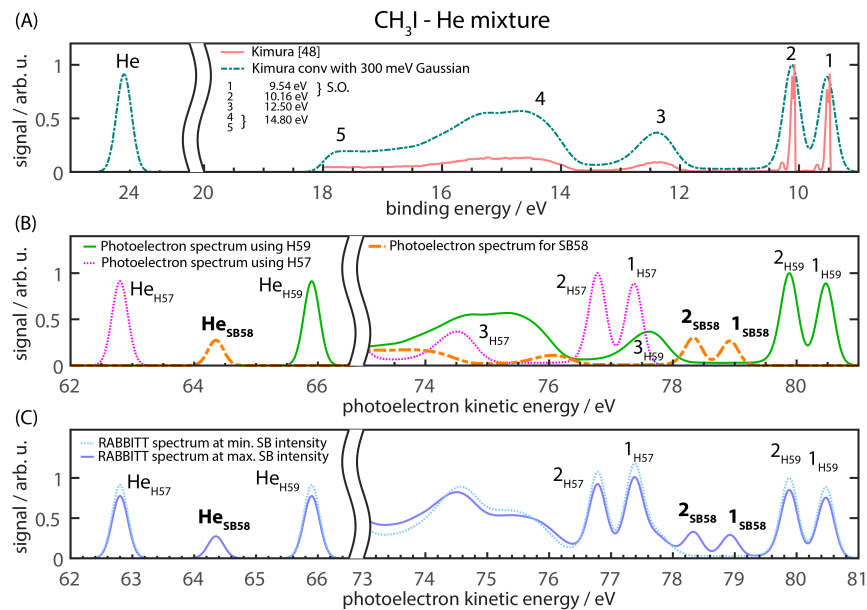 CH3I - He mixture
(A)
He
2
1
Kimura [48]
Kimura conv with 300 meV Gaussian
1 9.54 eV } S.O.
2 10.16 eV
3 12.50 eV
4 } 14.80 eV
5
5
4
3
signal / arb. u.
1
0.5
0
24 20 18 16 14 12 10
binding energy / eV
(B)
Photoelectron spectrum using H59
Photoelectron spectrum using H57
Photoelectron spectrum for SB58
HeH57
HeSB58
HeH59
3H57
2H57
1H57
3H59
2SB58
1SB58
2H59
1H59
signal / arb. u.
1
0.5
0
62 64 66 74 76 78 80
photoelectron kinetic energy / eV
(C)
RABBITT spectrum at min. SB intensity
RABBITT spectrum at max. SB intensity
HeH57
HeSB58
HeH59
2H57
1H57
2SB58
1SB58
2H59
1H59
signal / arb. u.
1
0.5
0
62 63 64 65 66 73 74 75 76 77 78 79 80 81
photoelectron kinetic energy / eV